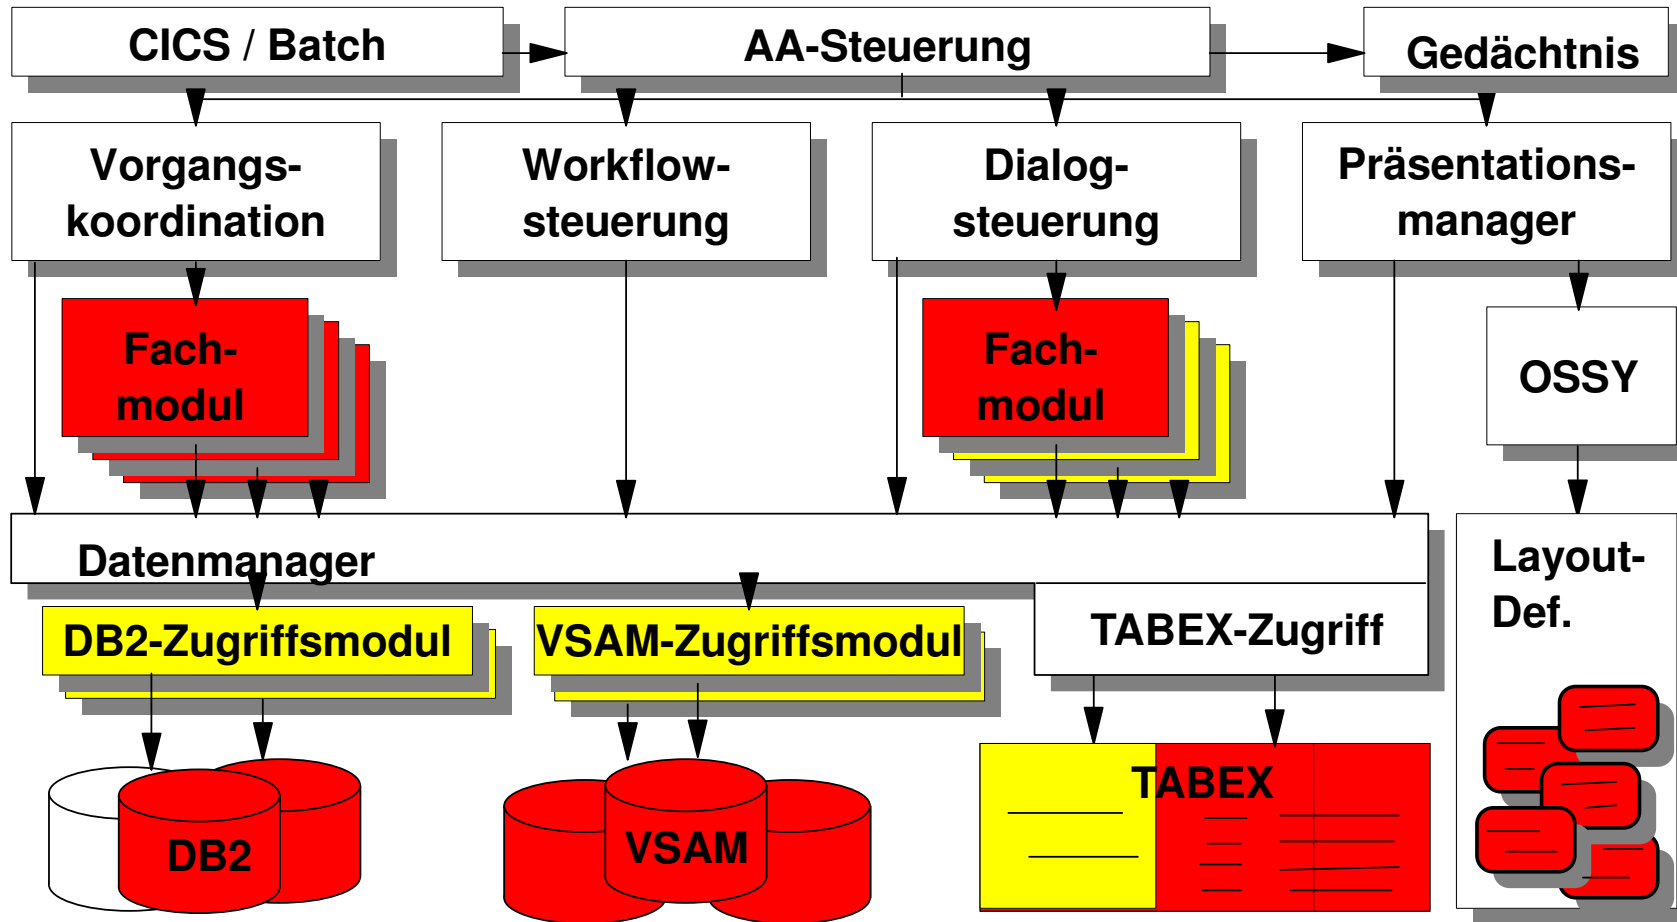 CICS / Batch
AA-Steuerung
Gedächtnis
Vorgangs-
koordination
Workflow-
steuerung
Dialog-
steuerung
Präsentations-
manager
Fach-
modul
Fach-
modul
OSSY
Datenmanager
Layout-
Def.
DB2-Zugriffsmodul
VSAM-Zugriffsmodul
TABEX-Zugriff
DB2
VSAM
TABEX